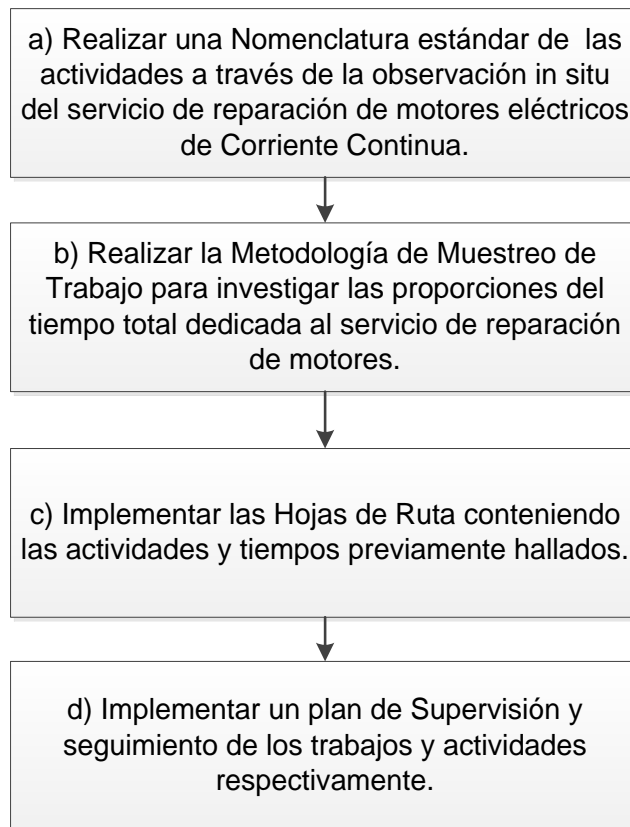 a) Realizar una Nomenclatura estándar de las
actividades a través de la observación in situ
del servicio de reparación de motores eléctricos
de Corriente Continua.
b) Realizar la Metodología de Muestreo de
Trabajo para investigar las proporciones del
tiempo total dedicada al servicio de reparación
de motores.
c) Implementar las Hojas de Ruta conteniendo
las actividades y tiempos previamente hallados.
d) Implementar un plan de Supervisión y
seguimiento de los trabajos y actividades
respectivamente.